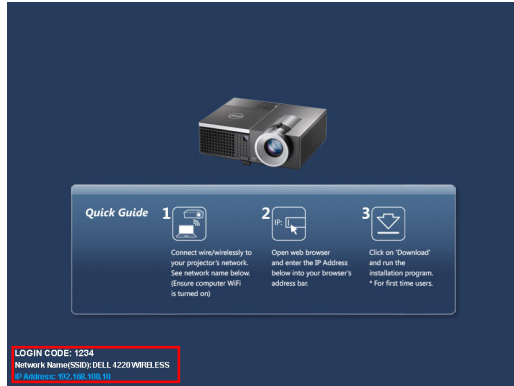 Quick Guide
1
Connect wire/wirelessly to
your projector's network.
See network name below.
(Ensure computer WiFi
is turned on)
2
IP:
Open web browser
and enter the IP Address
below into your browser's
address bar.
3
Click on 'Download'
and run the
installation program.
* For first time users.
LOGIN CODE: 1234
Network Name(SSID): DELL 4220 WIRELESS
IP Address: 192.168.100.10